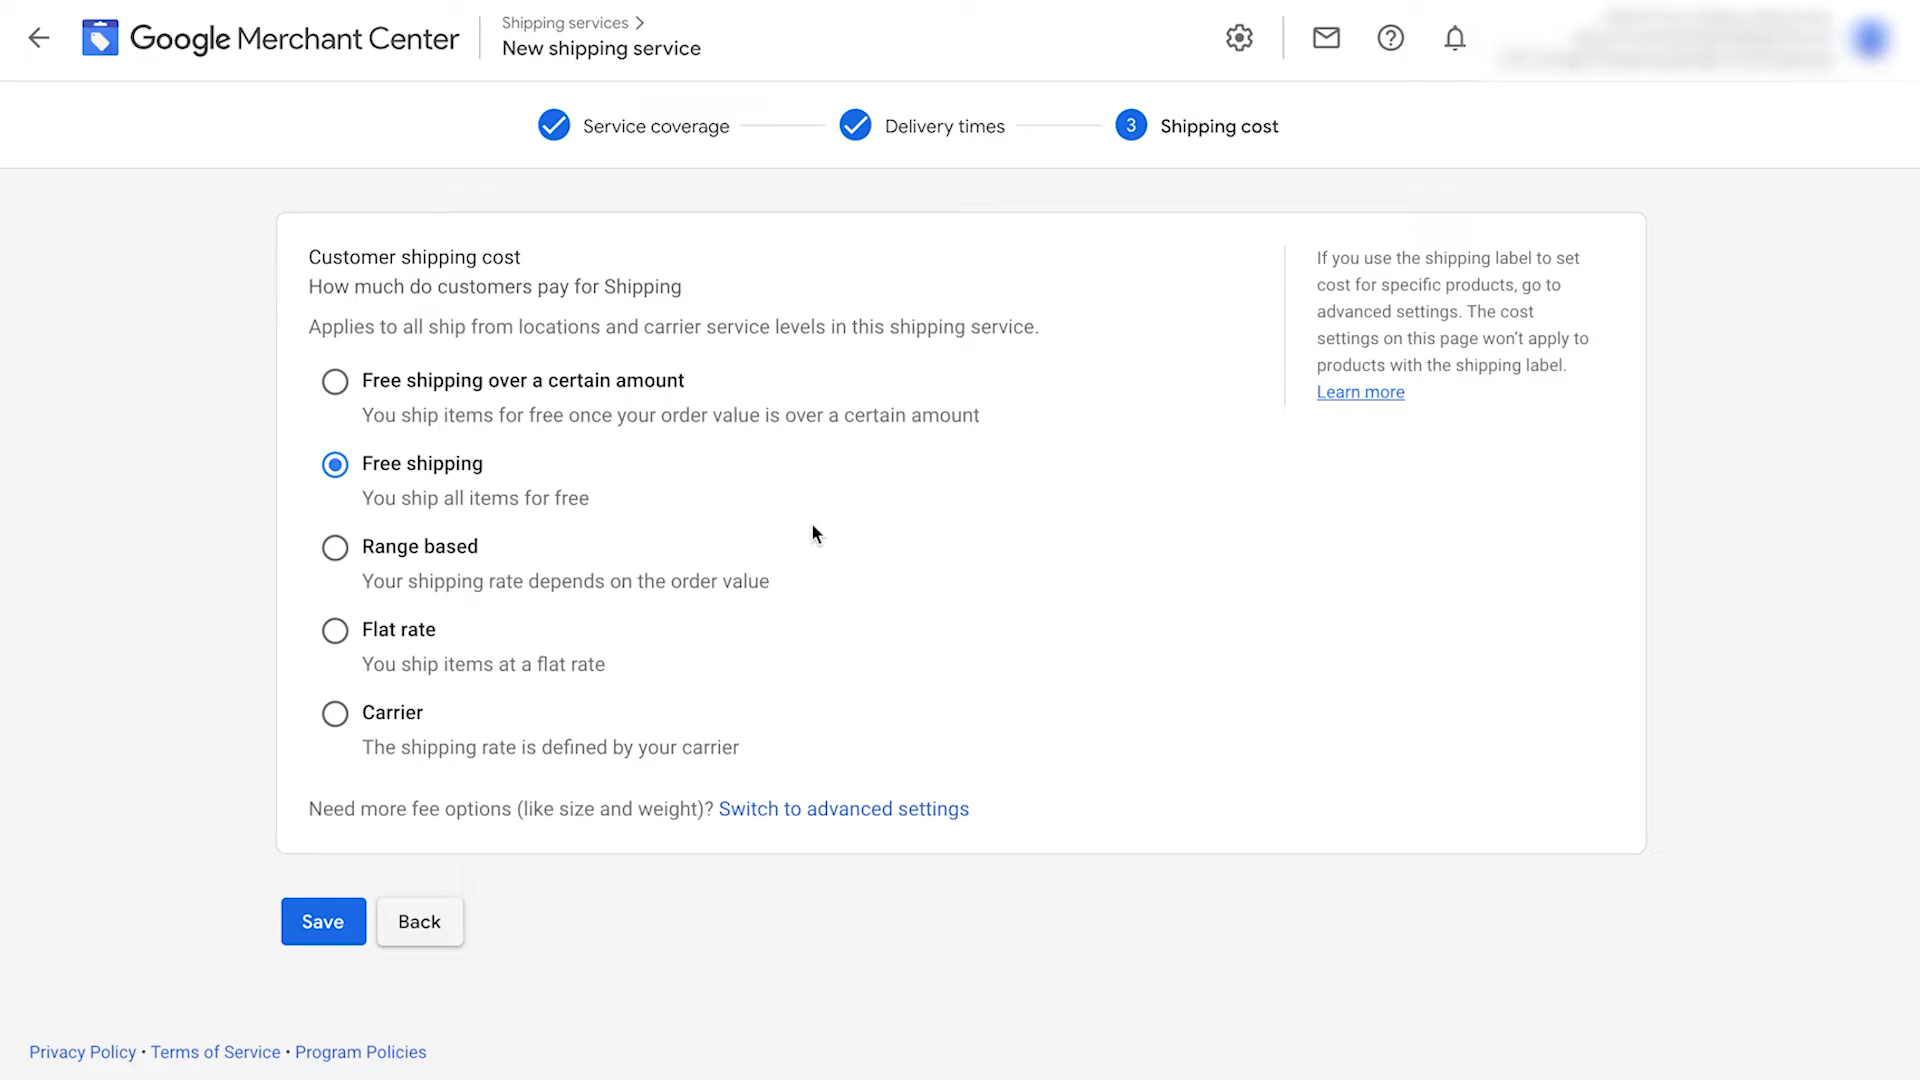 Google Merchant Center
Shipping services
New shipping service
Service coverage
Delivery times
3 Shipping cost
Customer shipping cost
How much do customers pay for Shipping
Applies to all ship from locations and carrier service levels in this shipping service.
Free shipping over a certain amount
You ship items for free once your order value is over a certain amount
Free shipping
You ship all items for free
Range based
Your shipping rate depends on the order value
Flat rate
You ship items at a flat rate
Carrier
The shipping rate is defined by your carrier
Need more fee options (like size and weight)? Switch to advanced settings
If you use the shipping label to set
cost for specific products, go to
advanced settings. The cost
settings on this page won’t apply to
products with the shipping label.
Learn more
Save
Back
Privacy Policy • Terms of Service • Program Policies